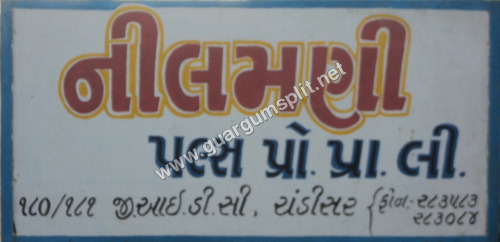 નીલમણી
પલ્સ પ્રો. પ્રા. લી.
૧૮૦/૧૮૧ જી.આઈ.ડી.સી, ચંડીસર {ફોન:- ૨૮૩૫૮૩
૨૮૩૦૮૪
www.guargumsplit.net